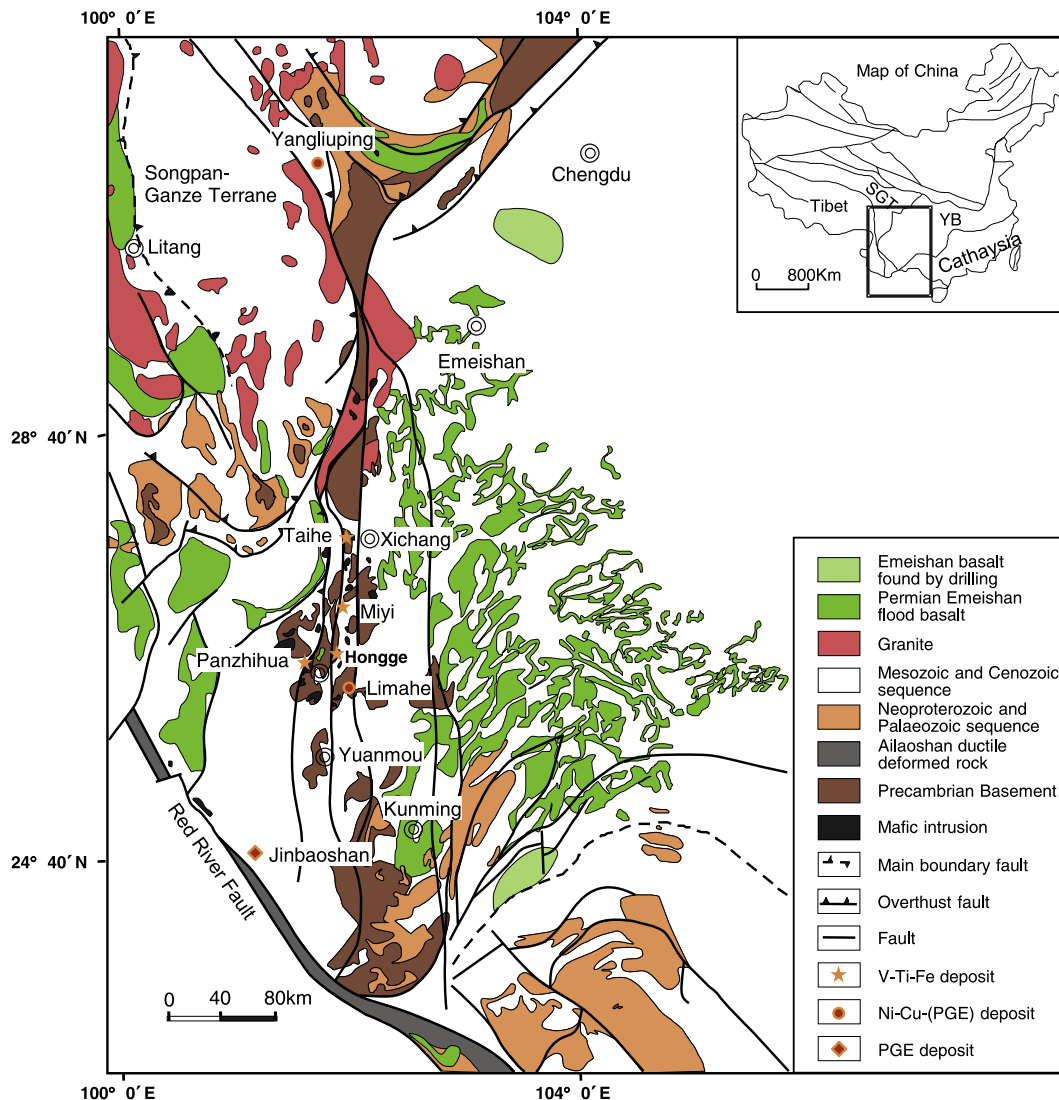 100° 0´E
104° 0´E
Map of China
Tibet
SGT
YB
Cathaysia
0
800Km
Yangliuping
Chengdu
Songpan-
Ganze Terrane
Litang
Emeishan
28° 40´N
Taihe
Xichang
Miyi
Panzhihua
Hongge
Limahe
Yuanmou
Kunming
Red River Fault
Jinbaoshan
24° 40´N
0
40
80km
Emeishan basalt
found by drilling
Permian Emeishan
flood basalt
Granite
Mesozoic and Cenozoic
sequence
Neoproterozoic and
Palaeozoic sequence
Ailaoshan ductile
deformed rock
Precambrian Basement
Mafic intrusion
Main boundary fault
Overthust fault
Fault
V-Ti-Fe deposit
Ni-Cu-(PGE) deposit
PGE deposit
100° 0´E
104° 0´E